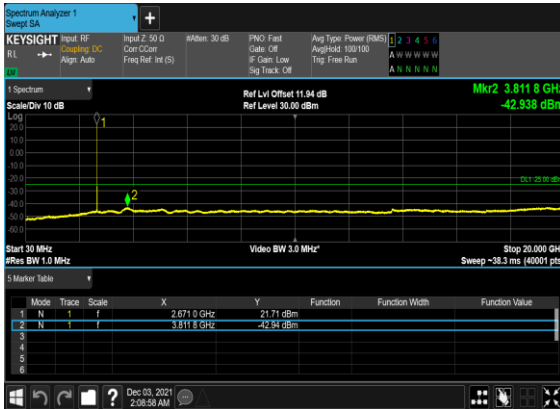 Spectrum Analyzer 1
Swept SA
+
KEYSIGHT Input: RF Input Z: 50 Ω #Atten: 30 dB PNO: Fast Avg Type: Power (RMS) 1 2 3 4 5 6
RL Coupling: DC Corr CCorr Gate: Off Avg|Hold: 100/100 A W W W W W
Align: Auto Freq Ref: Int (S) IF Gain: Low Trig: Free Run
Sig Track: Off A N N N N N
1 Spectrum
Scale/Div 10 dB
Ref Lvl Offset 11.94 dB
Ref Level 30.00 dBm
Mkr2 3.811 8 GHz
-42.938 dBm
Log
20.0
10.0
0.00
-10.0
-20.0
-30.0
-40.0
-50.0
-60.0
1
2
DL1 -25.00 dBm
Start 30 MHz Video BW 3.0 MHz* Stop 20.000 GHz
#Res BW 1.0 MHz Sweep ~38.3 ms (40001 pts)
5 Marker Table
Mode Trace Scale X Y Function Function Width Function Value
1 N 1 f 2.671 0 GHz 21.71 dBm
2 N 1 f 3.811 8 GHz -42.94 dBm
3
4
5
6
? Dec 03, 2021
2:08:58 AM